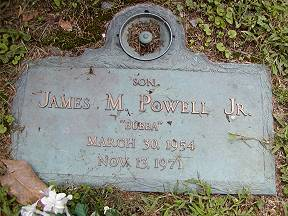 SON
JAMES M. POWELL JR.
"BUBBA"
MARCH 30, 1954
NOV. 13, 1971